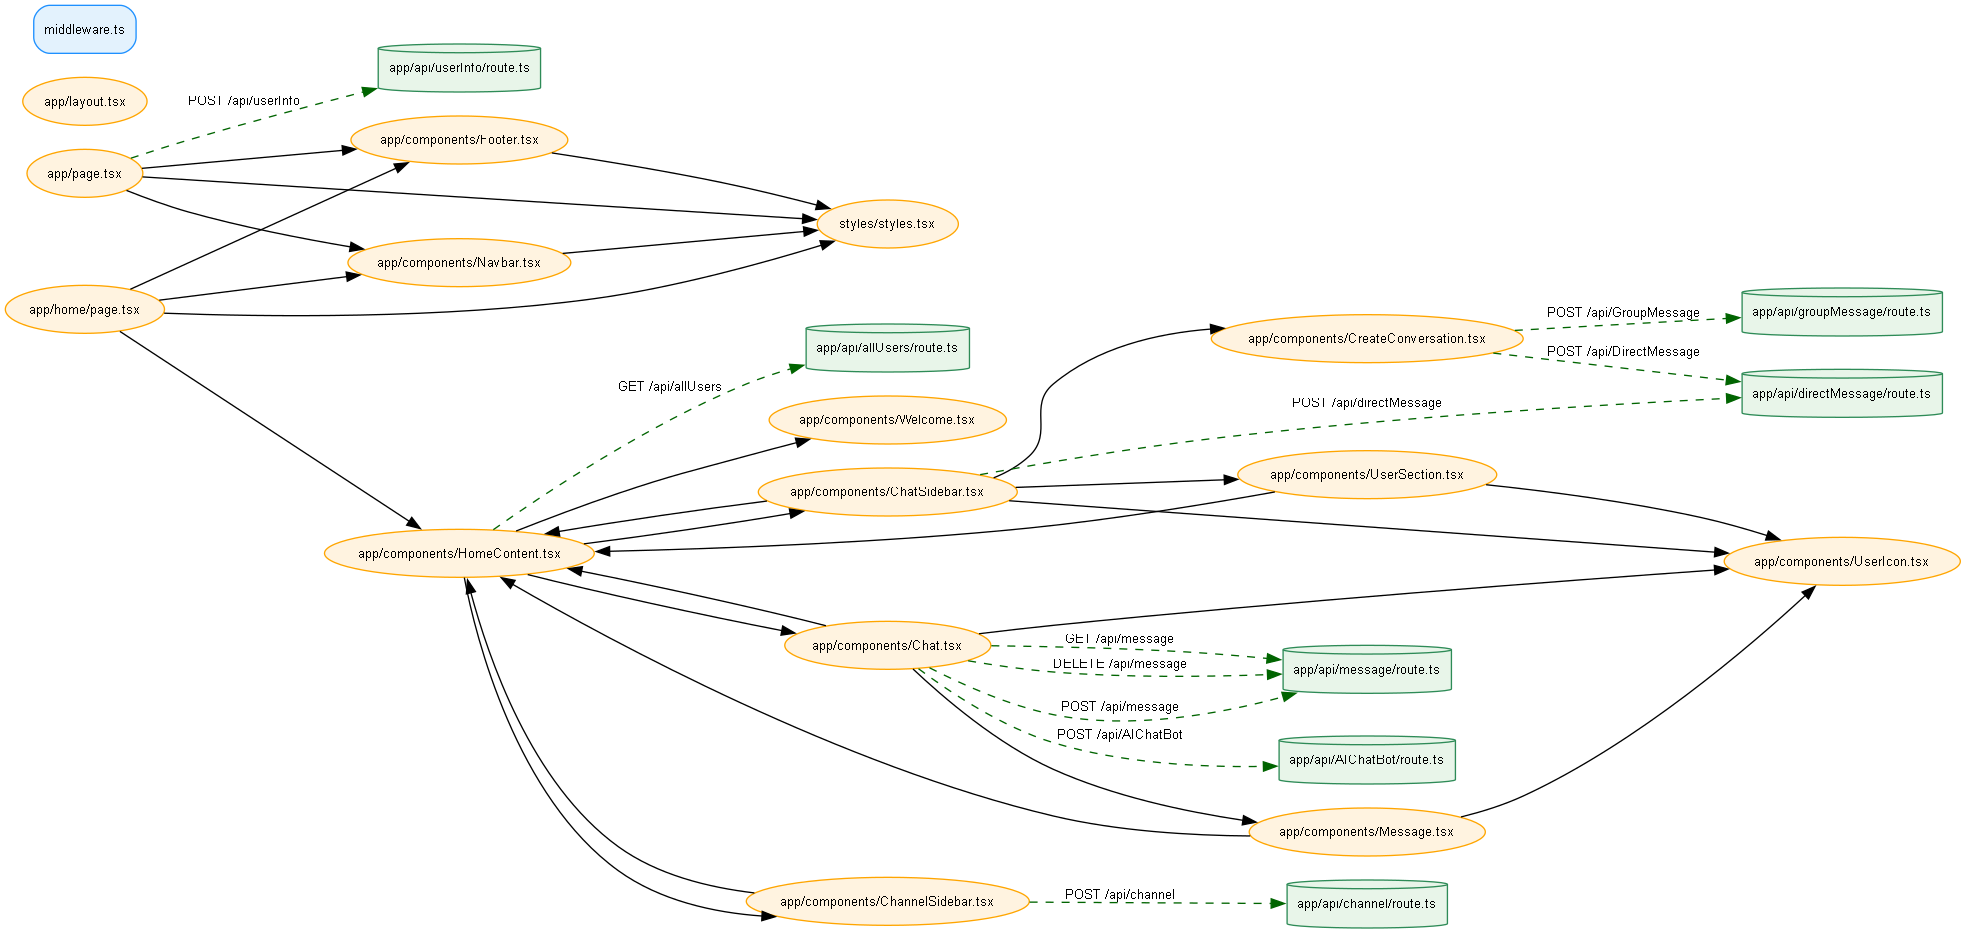 middleware.ts
app/api/userInfo/route.ts
app/layout.tsx
POST /api/userInfo
app/components/Footer.tsx
app/page.tsx
styles/styles.tsx
app/components/Navbar.tsx
app/home/page.tsx
app/api/groupMessage/route.ts
POST /api/GroupMessage
app/components/CreateConversation.tsx
app/api/allUsers/route.ts
POST /api/DirectMessage
GET /api/allUsers
app/api/directMessage/route.ts
POST /api/directMessage
app/components/Welcome.tsx
app/components/UserSection.tsx
app/components/ChatSidebar.tsx
app/components/HomeContent.tsx
app/components/UserIcon.tsx
GET /api/message
app/components/Chat.tsx
DELETE /api/message
app/api/message/route.ts
POST /api/message
POST /api/AIChatBot
app/api/AIChatBot/route.ts
app/components/Message.tsx
POST /api/channel
app/components/ChannelSidebar.tsx
app/api/channel/route.ts